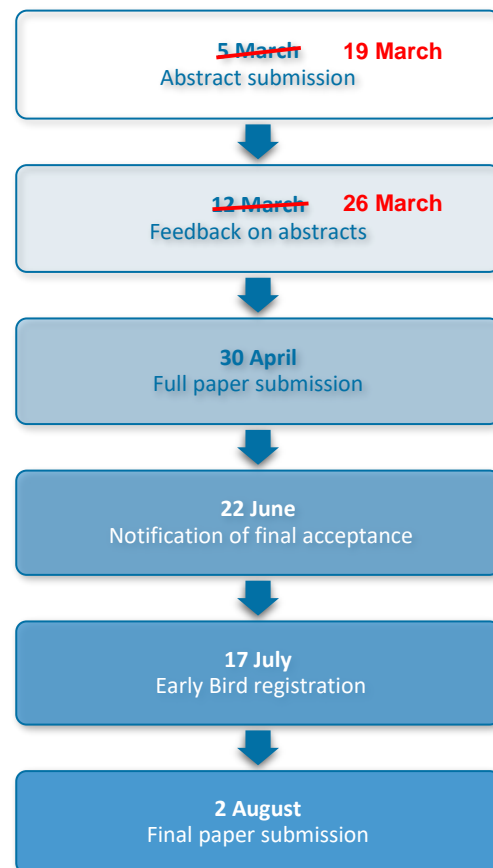 5 March 19 March
Abstract submission
12 March 26 March
Feedback on abstracts
30 April
Full paper submission
22 June
Notification of final acceptance
17 July
Early Bird registration
2 August
Final paper submission